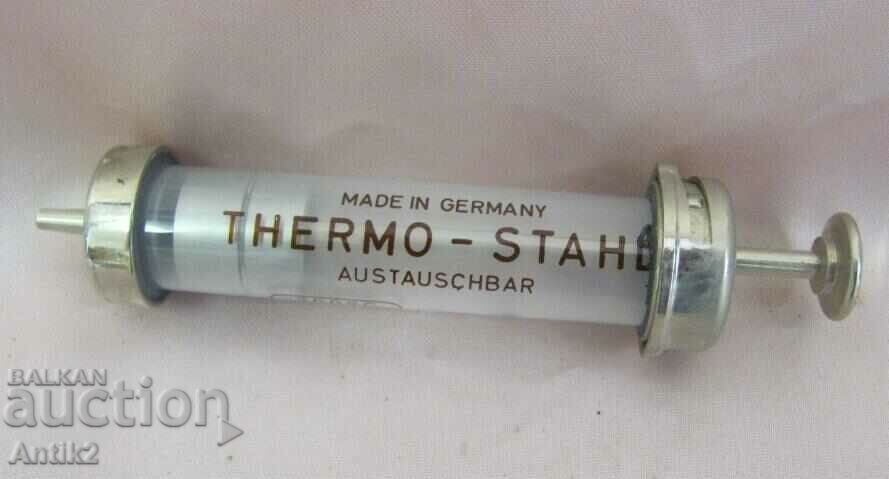 MADE IN GERMANY
THERMO - STAHL
AUSTAUSCHBAR
BALKAN
auction
Antik2